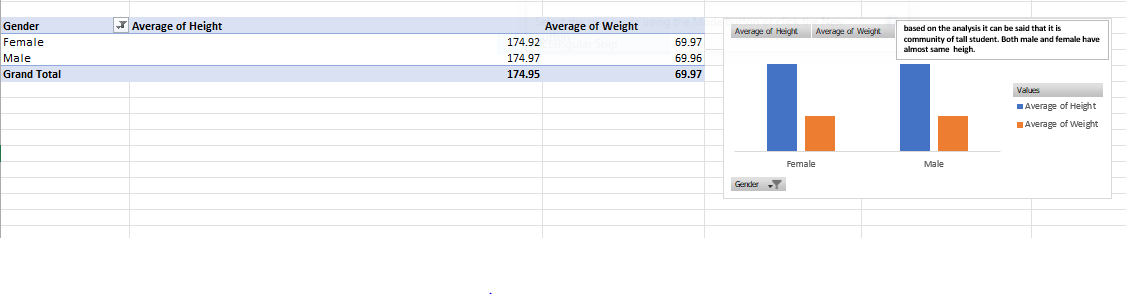 Gender Average of Height Average of Weight
Female 174.92 69.97
Male 174.97 69.96
Grand Total 174.95 69.97
Average of Height Average of Weight
based on the analysis it can be said that it is
community of tall student. Both male and female have
almost same heigh.
Values
Average of Height
Average of Weight
Female Male
Gender